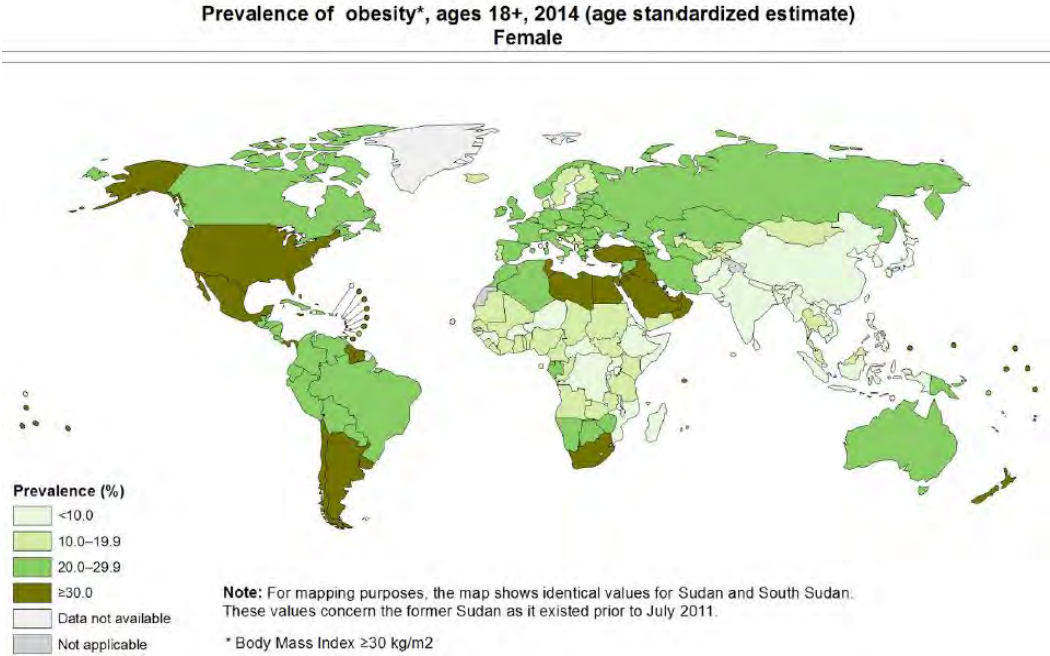 Prevalence of obesity*, ages 18+, 2014 (age standardized estimate)
Female
Prevalence (%)
<10.0
10.0–19.9
20.0–29.9
≥30.0
Data not available
Not applicable
Note: For mapping purposes, the map shows identical values for Sudan and South Sudan.
These values concern the former Sudan as it existed prior to July 2011.
* Body Mass Index ≥30 kg/m2